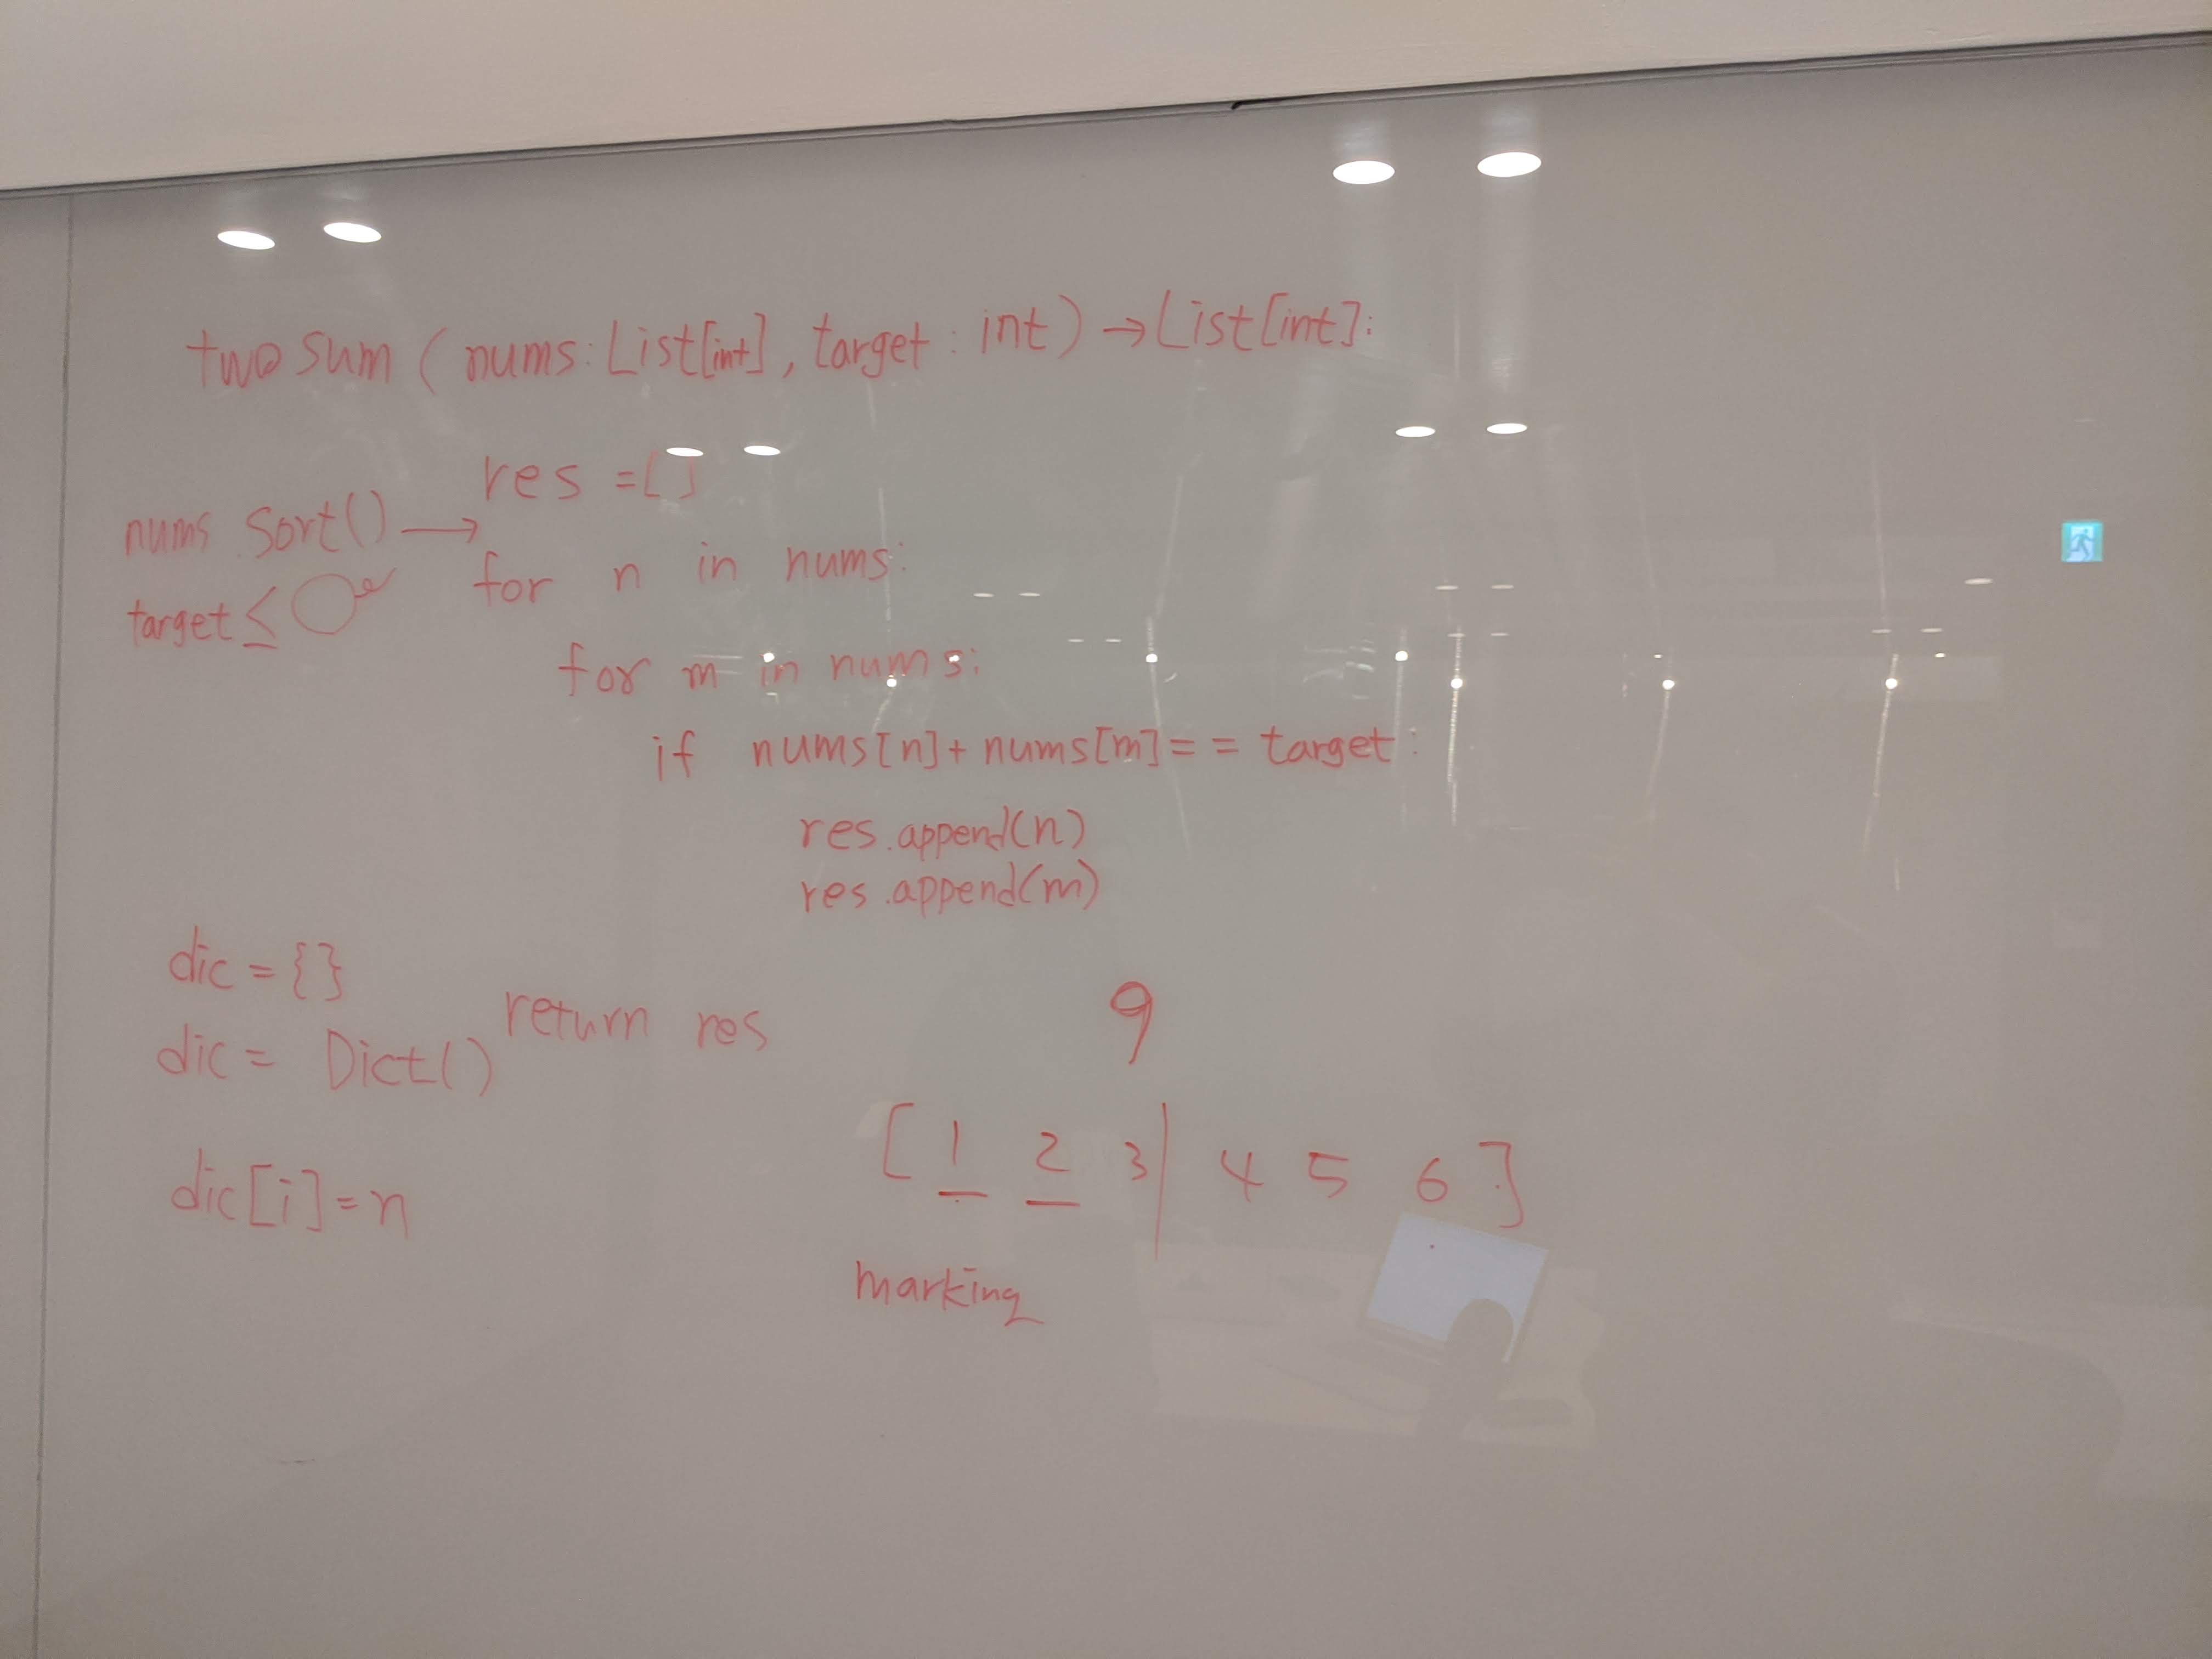 two sum ( nums: List[int], target : int) → List[int]:
res = []
nums.sort() →
target ≤
for n in nums:
for m in nums:
if nums[n] + nums[m] == target:
res.append(n)
res.append(m)
return res
dic = {}
dic = Dict()
dic[i] = n
9
[ 1 2 3 | 4 5 6 ]
marking